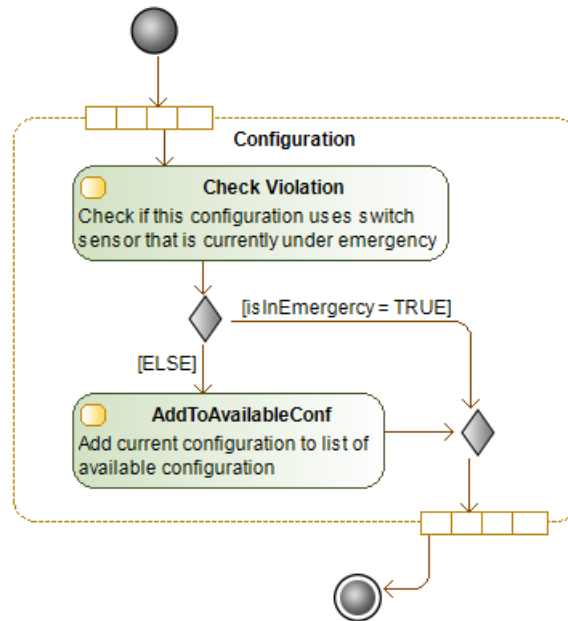 Configuration
Check Violation
Check if this configuration uses switch
sensor that is currently under emergency
[isInEmergercy = TRUE]
[ELSE]
AddToAvailableConf
Add current configuration to list of
available configuration